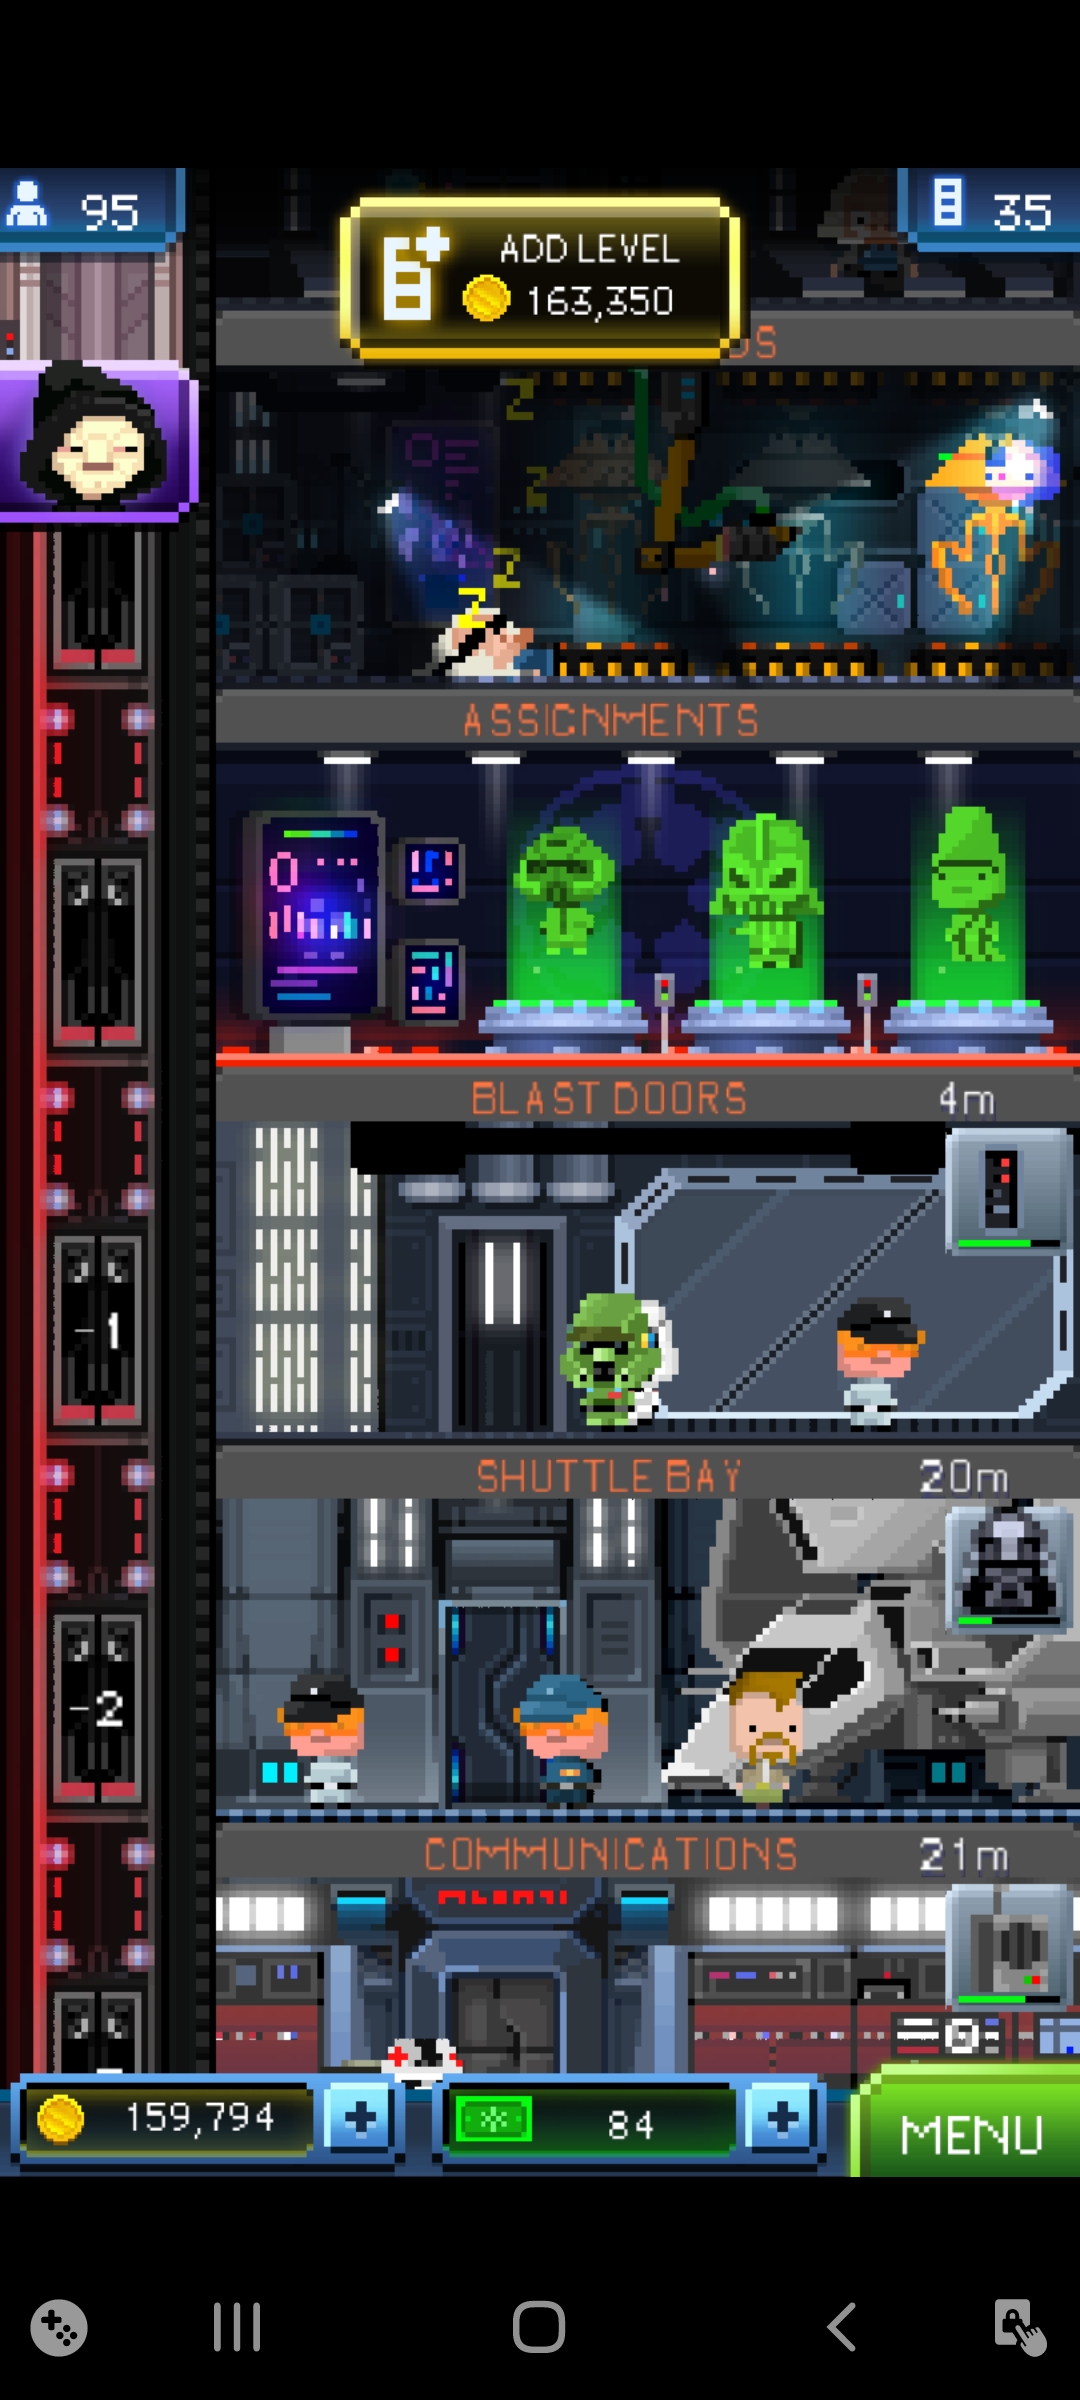 95
ADD LEVEL
163,350
35
DS
Z
Z
Z
Z
ASSIGNMENTS
BLAST DOORS 4m
-1
SHUTTLE BAY 20m
-2
COMMUNICATIONS 21m
159,794
84
MENU